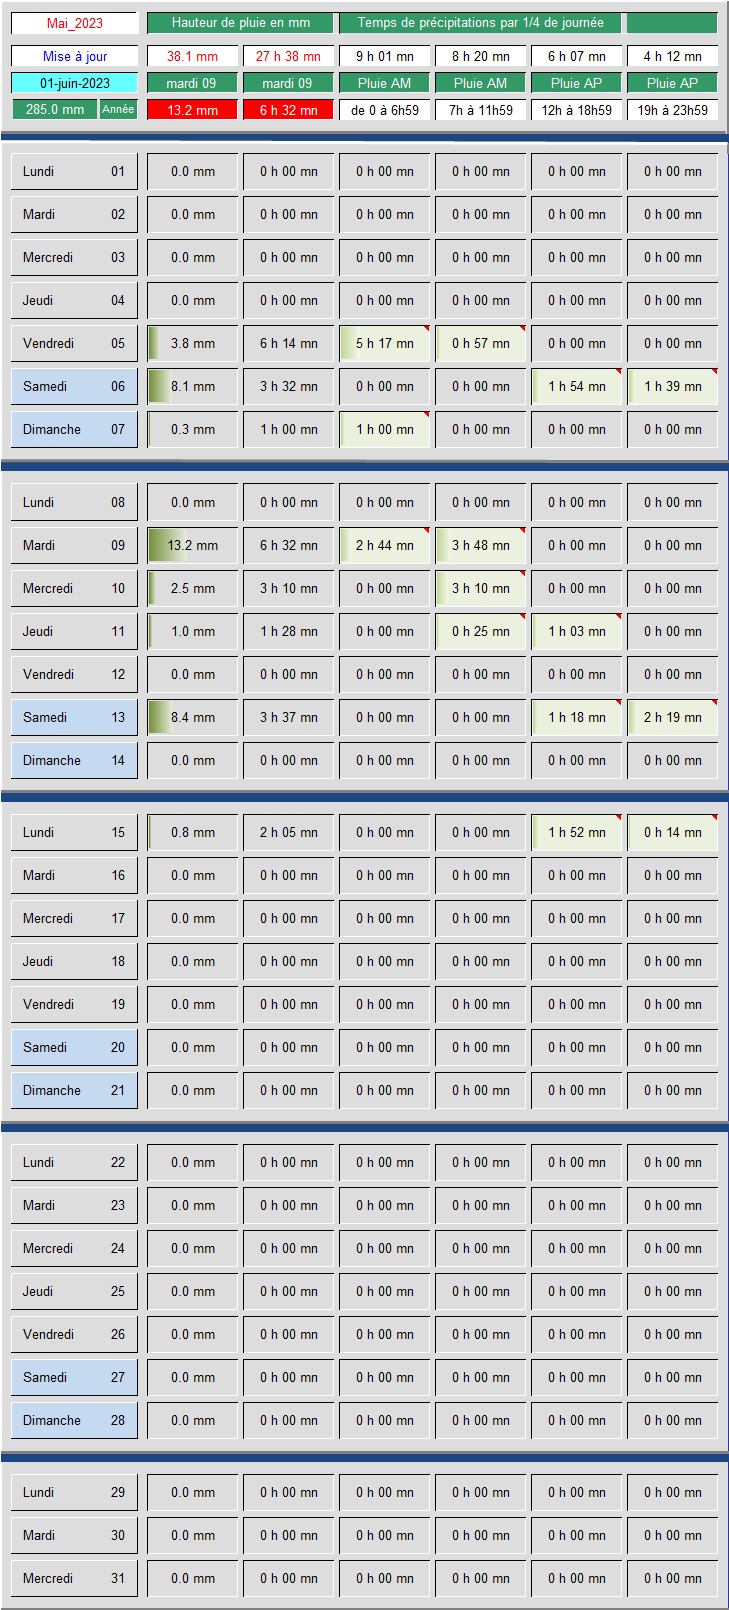 Mai_2023 Hauteur de pluie en mm Temps de précipitations par 1/4 de journée
Mise à jour 38.1 mm 27 h 38 mn 9 h 01 mn 8 h 20 mn 6 h 07 mn 4 h 12 mn
01-juin-2023 mardi 09 mardi 09 Pluie AM Pluie AM Pluie AP Pluie AP
285.0 mm Année 13.2 mm 6 h 32 mn de 0 à 6h59 7h à 11h59 12h à 18h59 19h à 23h59
Lundi 01 0.0 mm 0 h 00 mn 0 h 00 mn 0 h 00 mn 0 h 00 mn 0 h 00 mn
Mardi 02 0.0 mm 0 h 00 mn 0 h 00 mn 0 h 00 mn 0 h 00 mn 0 h 00 mn
Mercredi 03 0.0 mm 0 h 00 mn 0 h 00 mn 0 h 00 mn 0 h 00 mn 0 h 00 mn
Jeudi 04 0.0 mm 0 h 00 mn 0 h 00 mn 0 h 00 mn 0 h 00 mn 0 h 00 mn
Vendredi 05 3.8 mm 6 h 14 mn 5 h 17 mn 0 h 57 mn 0 h 00 mn 0 h 00 mn
Samedi 06 8.1 mm 3 h 32 mn 0 h 00 mn 0 h 00 mn 1 h 54 mn 1 h 39 mn
Dimanche 07 0.3 mm 1 h 00 mn 1 h 00 mn 0 h 00 mn 0 h 00 mn 0 h 00 mn
Lundi 08 0.0 mm 0 h 00 mn 0 h 00 mn 0 h 00 mn 0 h 00 mn 0 h 00 mn
Mardi 09 13.2 mm 6 h 32 mn 2 h 44 mn 3 h 48 mn 0 h 00 mn 0 h 00 mn
Mercredi 10 2.5 mm 3 h 10 mn 0 h 00 mn 3 h 10 mn 0 h 00 mn 0 h 00 mn
Jeudi 11 1.0 mm 1 h 28 mn 0 h 00 mn 0 h 25 mn 1 h 03 mn 0 h 00 mn
Vendredi 12 0.0 mm 0 h 00 mn 0 h 00 mn 0 h 00 mn 0 h 00 mn 0 h 00 mn
Samedi 13 8.4 mm 3 h 37 mn 0 h 00 mn 0 h 00 mn 1 h 18 mn 2 h 19 mn
Dimanche 14 0.0 mm 0 h 00 mn 0 h 00 mn 0 h 00 mn 0 h 00 mn 0 h 00 mn
Lundi 15 0.8 mm 2 h 05 mn 0 h 00 mn 0 h 00 mn 1 h 52 mn 0 h 14 mn
Mardi 16 0.0 mm 0 h 00 mn 0 h 00 mn 0 h 00 mn 0 h 00 mn 0 h 00 mn
Mercredi 17 0.0 mm 0 h 00 mn 0 h 00 mn 0 h 00 mn 0 h 00 mn 0 h 00 mn
Jeudi 18 0.0 mm 0 h 00 mn 0 h 00 mn 0 h 00 mn 0 h 00 mn 0 h 00 mn
Vendredi 19 0.0 mm 0 h 00 mn 0 h 00 mn 0 h 00 mn 0 h 00 mn 0 h 00 mn
Samedi 20 0.0 mm 0 h 00 mn 0 h 00 mn 0 h 00 mn 0 h 00 mn 0 h 00 mn
Dimanche 21 0.0 mm 0 h 00 mn 0 h 00 mn 0 h 00 mn 0 h 00 mn 0 h 00 mn
Lundi 22 0.0 mm 0 h 00 mn 0 h 00 mn 0 h 00 mn 0 h 00 mn 0 h 00 mn
Mardi 23 0.0 mm 0 h 00 mn 0 h 00 mn 0 h 00 mn 0 h 00 mn 0 h 00 mn
Mercredi 24 0.0 mm 0 h 00 mn 0 h 00 mn 0 h 00 mn 0 h 00 mn 0 h 00 mn
Jeudi 25 0.0 mm 0 h 00 mn 0 h 00 mn 0 h 00 mn 0 h 00 mn 0 h 00 mn
Vendredi 26 0.0 mm 0 h 00 mn 0 h 00 mn 0 h 00 mn 0 h 00 mn 0 h 00 mn
Samedi 27 0.0 mm 0 h 00 mn 0 h 00 mn 0 h 00 mn 0 h 00 mn 0 h 00 mn
Dimanche 28 0.0 mm 0 h 00 mn 0 h 00 mn 0 h 00 mn 0 h 00 mn 0 h 00 mn
Lundi 29 0.0 mm 0 h 00 mn 0 h 00 mn 0 h 00 mn 0 h 00 mn 0 h 00 mn
Mardi 30 0.0 mm 0 h 00 mn 0 h 00 mn 0 h 00 mn 0 h 00 mn 0 h 00 mn
Mercredi 31 0.0 mm 0 h 00 mn 0 h 00 mn 0 h 00 mn 0 h 00 mn 0 h 00 mn